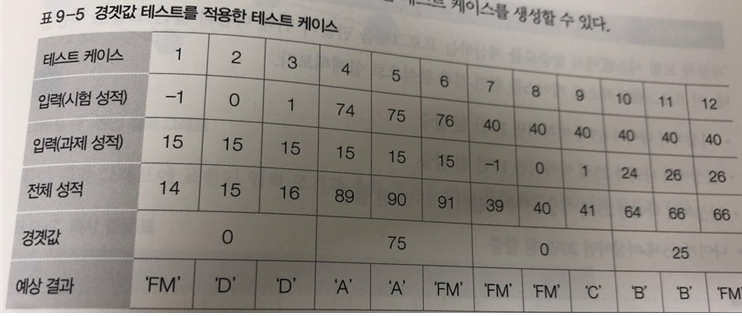 테스트 케이스를 생성할 수 있다.
표 9-5 경곗값 테스트를 적용한 테스트 케이스
테스트 케이스 1 2 3 4 5 6 7 8 9 10 11 12
입력(시험 성적) -1 0 1 74 75 76 40 40 40 40 40 40
입력(과제 성적) 15 15 15 15 15 15 -1 0 1 24 26 26
전체 성적 14 15 16 89 90 91 39 40 41 64 66 66
경곗값 0 75 0 25
예상 결과 'FM' 'D' 'D' 'A' 'A' 'FM' 'FM' 'FM' 'C' 'B' 'B' 'FM'